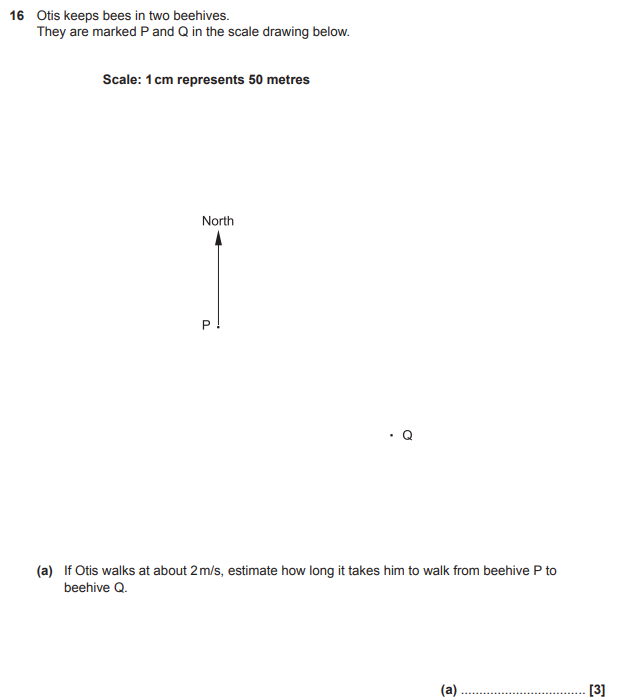 16 Otis keeps bees in two beehives.
They are marked P and Q in the scale drawing below.
Scale: 1 cm represents 50 metres
North
P
Q
(a) If Otis walks at about 2 m/s, estimate how long it takes him to walk from beehive P to
beehive Q.
(a) .................................. [3]